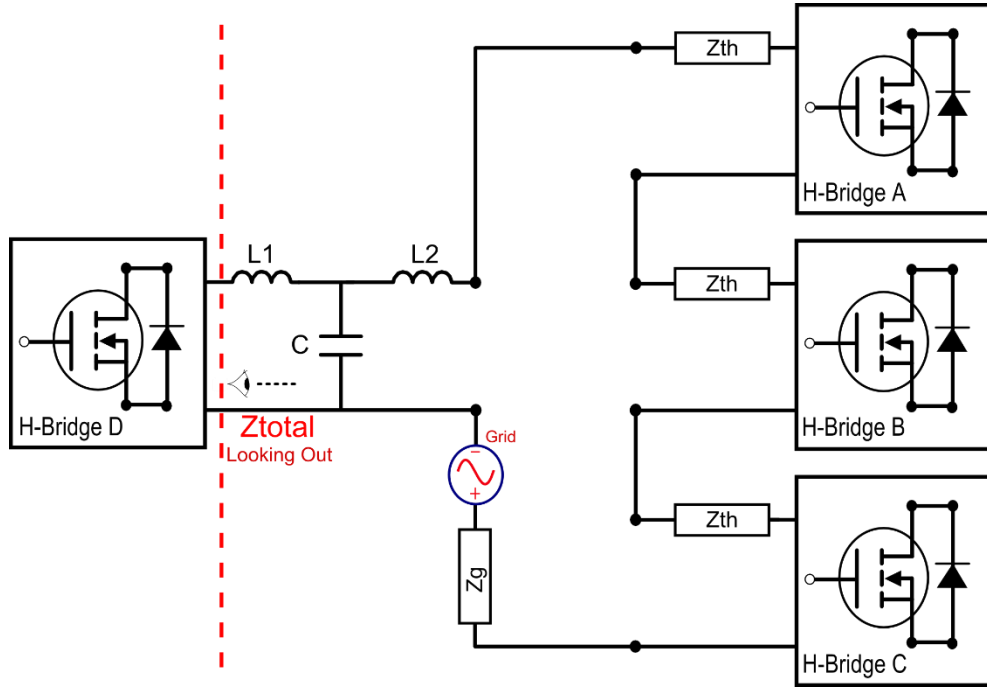 Zth
H-Bridge A
L1
L2
C
Zth
H-Bridge D
Ztotal
Looking Out
Grid
−
+
H-Bridge B
Zg
Zth
H-Bridge C